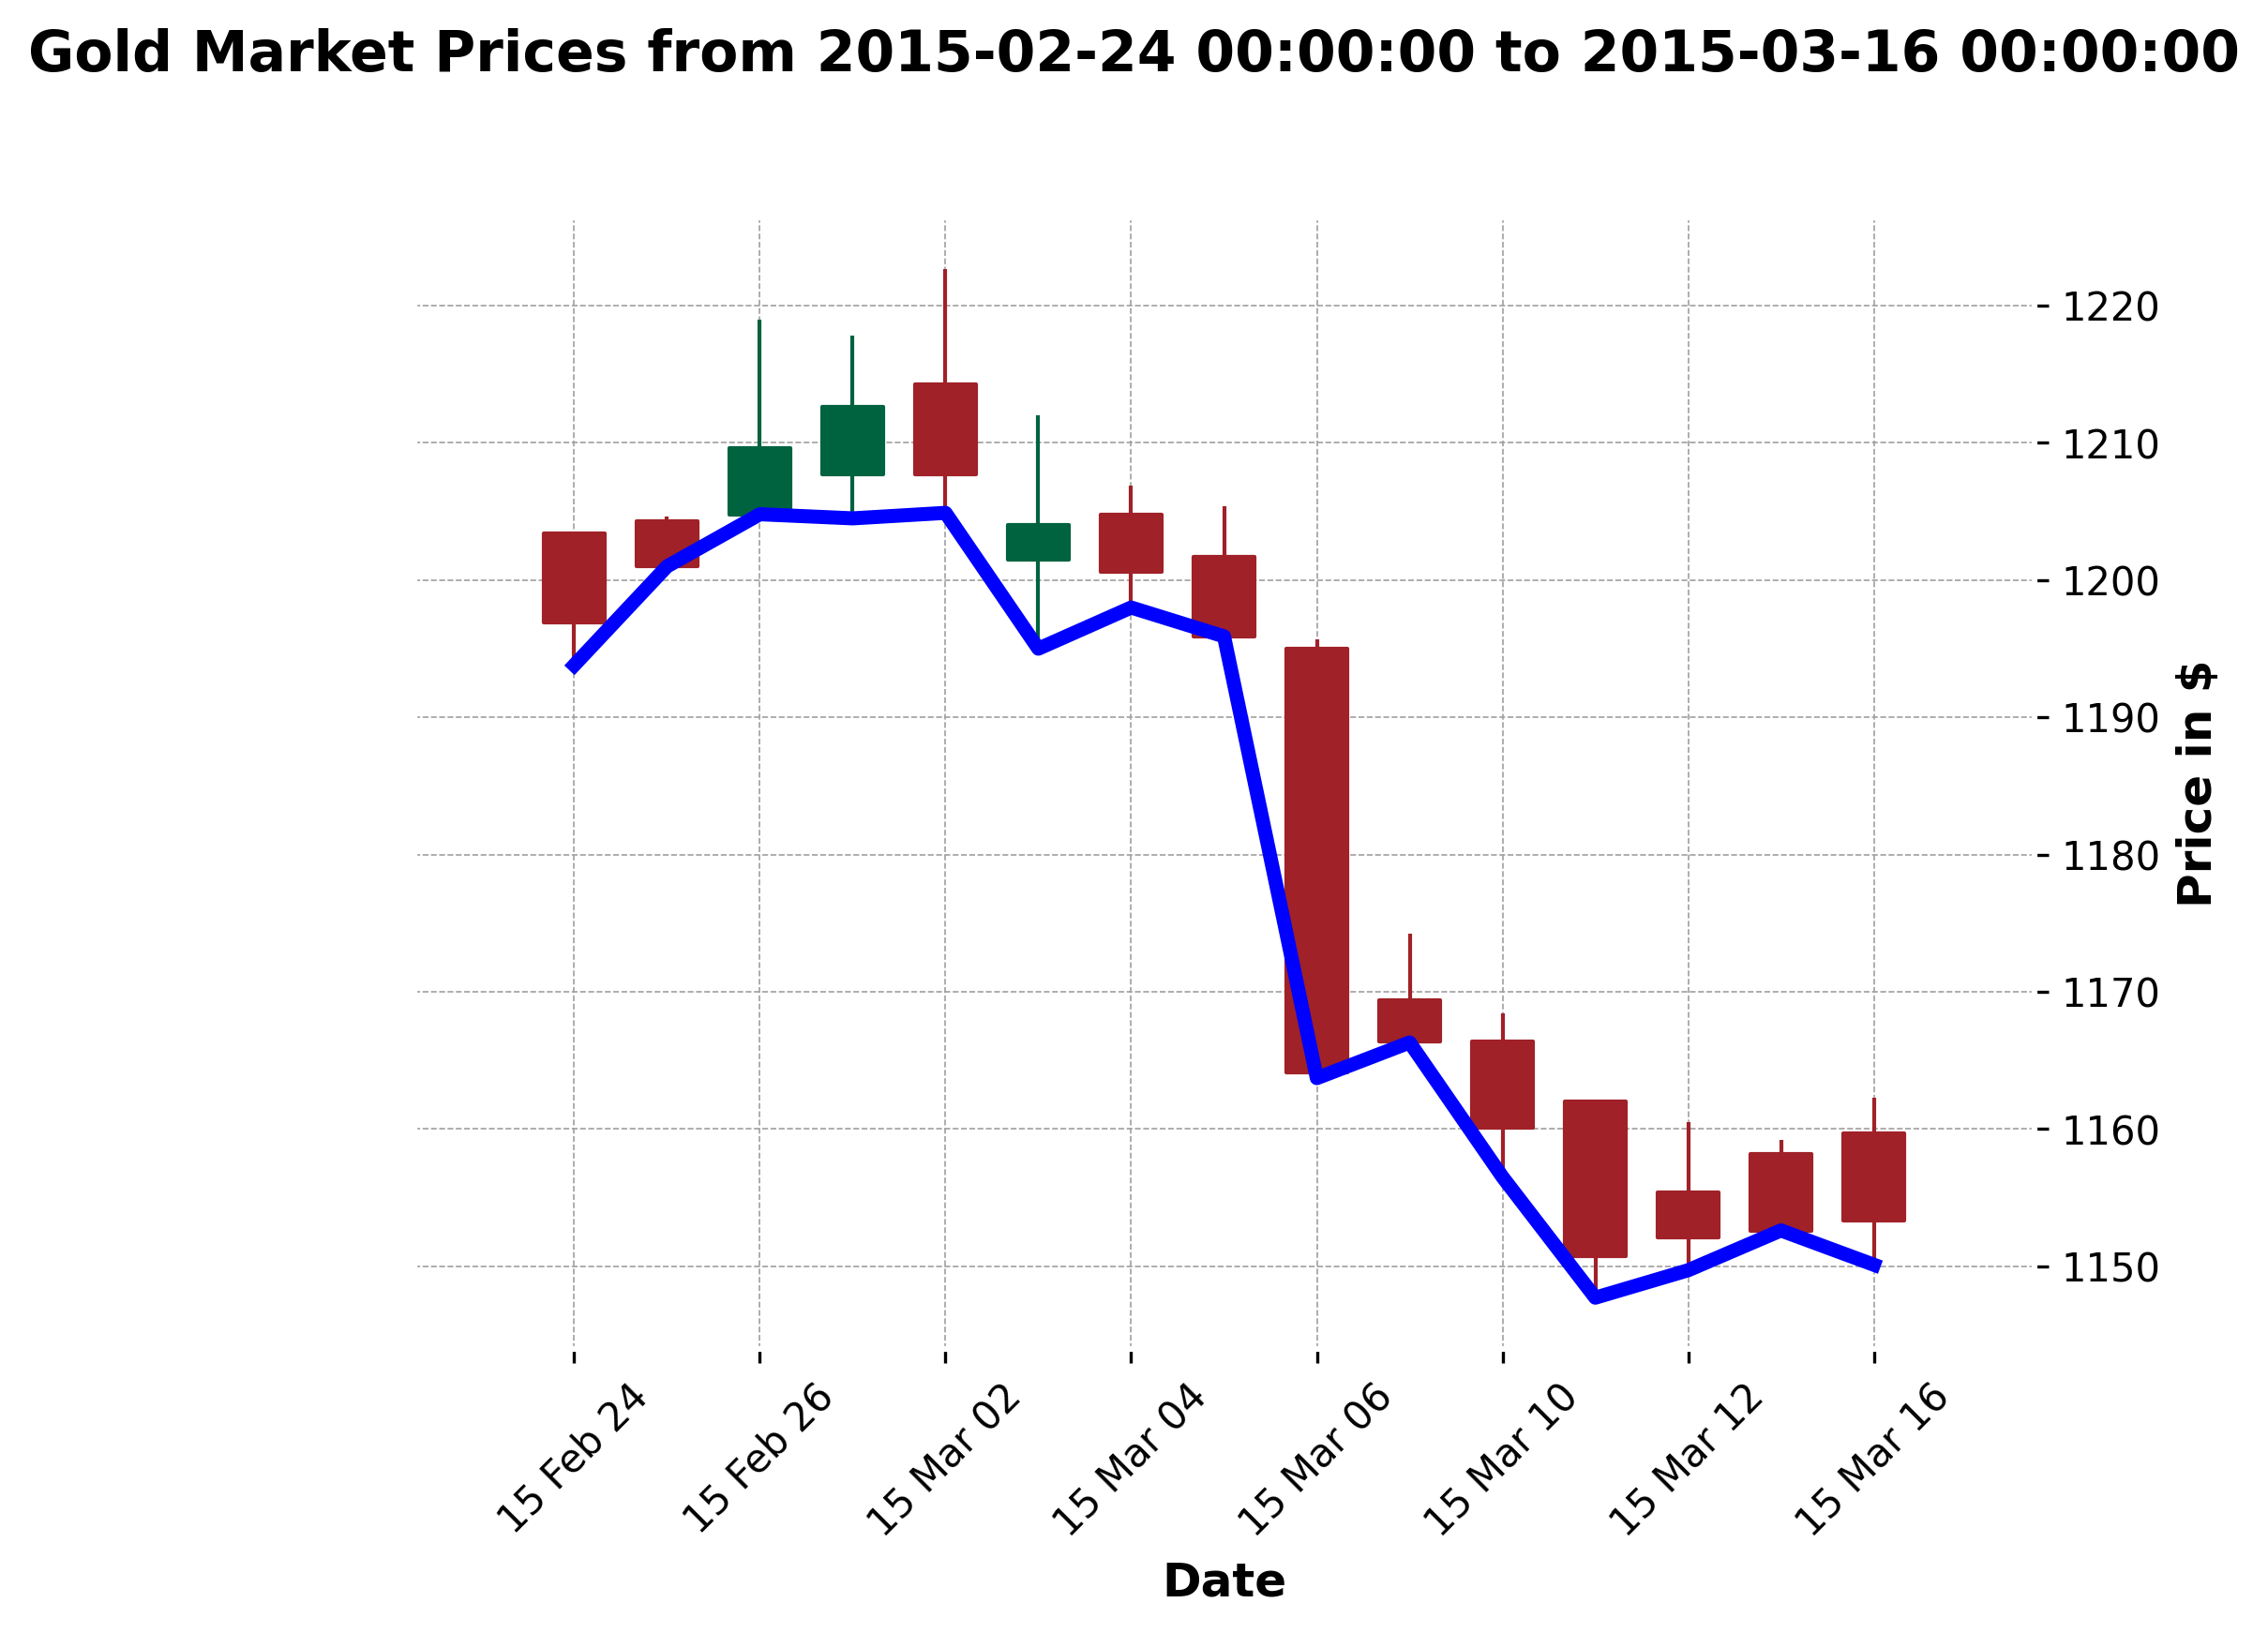 Gold Market Prices from 2015-02-24 00:00:00 to 2015-03-16 00:00:00
1220
1210
1200
1190
1180
1170
1160
1150
Price in $
15 Feb 24
15 Feb 26
15 Mar 02
15 Mar 04
15 Mar 06
15 Mar 10
15 Mar 12
15 Mar 16
Date